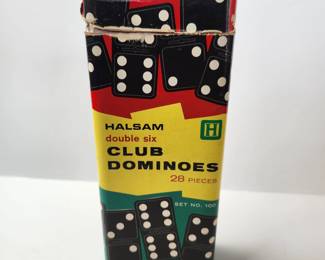 HALSAM
H
double six
CLUB
DOMINOES
28 PIECES
SET NO. 100